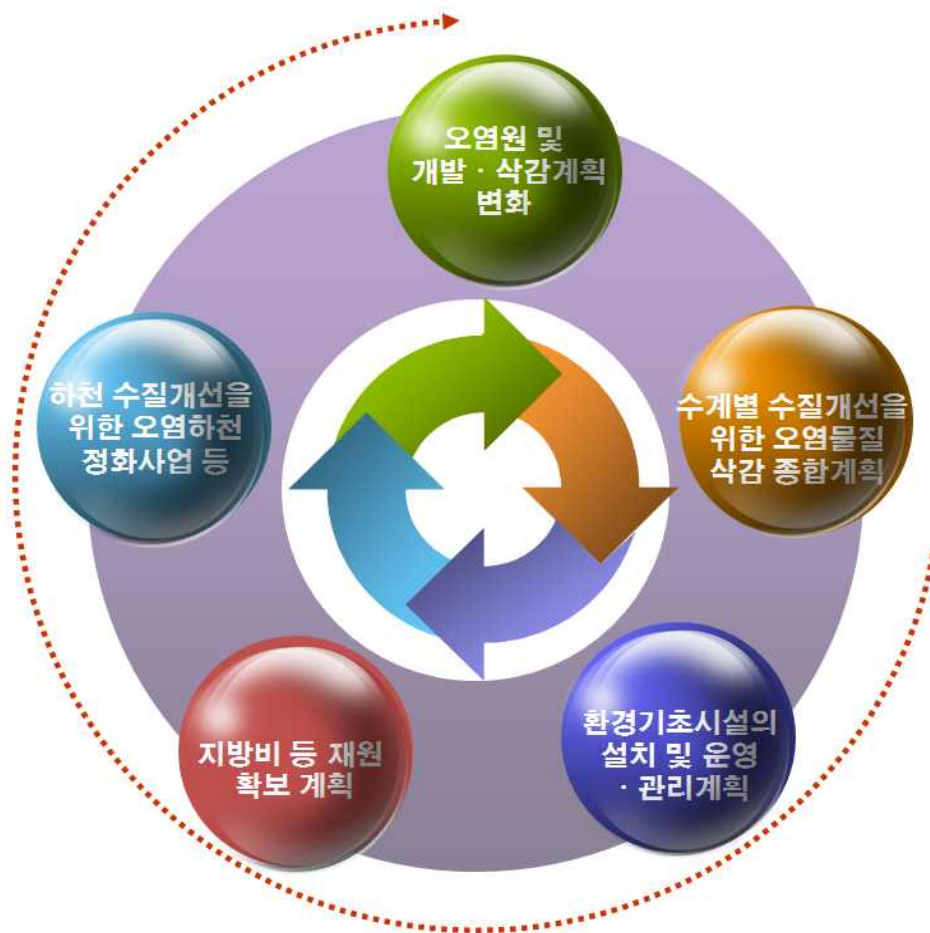 오염원 및
개발 · 삭감계획
변화
수계별 수질개선을
위한 오염물질
삭감 종합계획
환경기초시설의
설치 및 운영
· 관리계획
지방비 등 재원
확보 계획
하천 수질개선을
위한 오염하천
정화사업 등